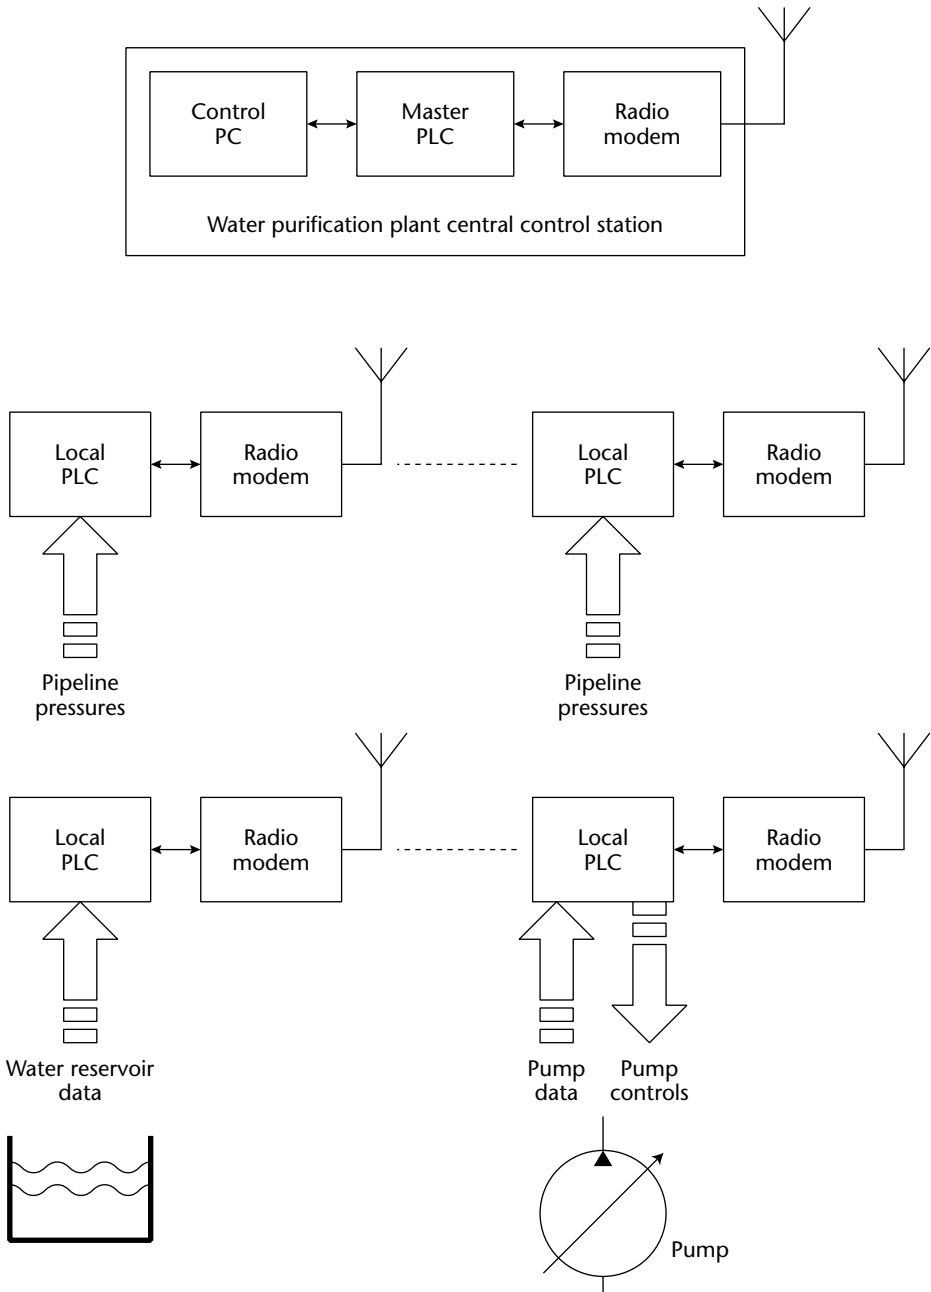 Control
PC
Master
PLC
Radio
modem
Water purification plant central control station
Local
PLC
Radio
modem
Local
PLC
Radio
modem
Pipeline
pressures
Pipeline
pressures
Local
PLC
Radio
modem
Local
PLC
Radio
modem
Water reservoir
data
Pump
data
Pump
controls
Pump